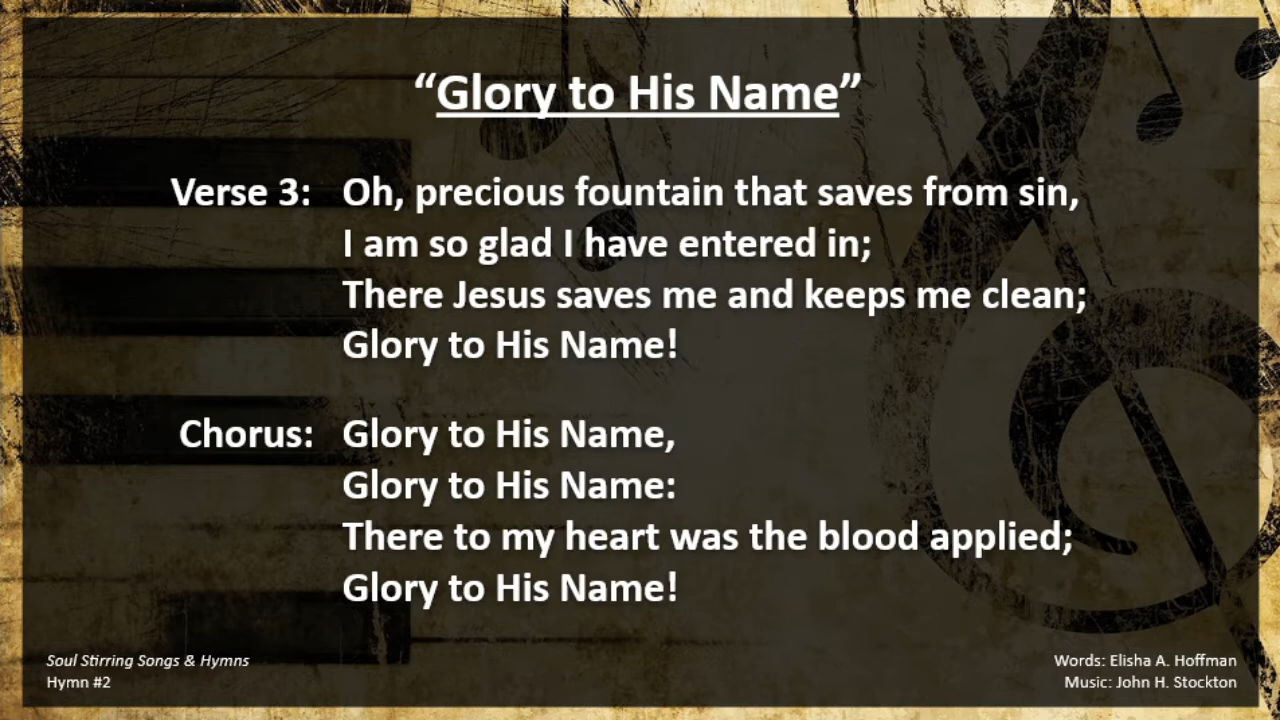 “Glory to His Name”
Verse 3: Oh, precious fountain that saves from sin,
I am so glad I have entered in;
There Jesus saves me and keeps me clean;
Glory to His Name!
Chorus: Glory to His Name,
Glory to His Name:
There to my heart was the blood applied;
Glory to His Name!
Soul Stirring Songs & Hymns
Hymn #2
Words: Elisha A. Hoffman
Music: John H. Stockton